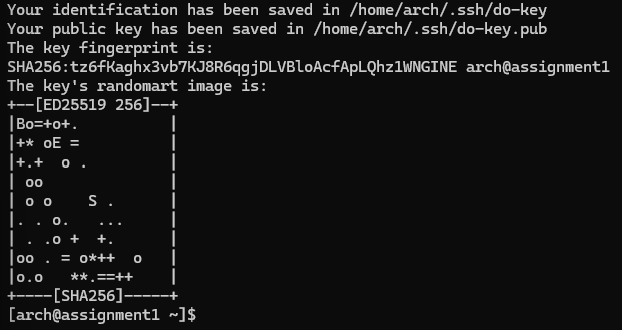 Your identification has been saved in /home/arch/.ssh/do-key
Your public key has been saved in /home/arch/.ssh/do-key.pub
The key fingerprint is:
SHA256:tz6fKaghx3vb7KJ8R6qgjDLVBloAcfApLQhz1WNGINE arch@assignment1
The key's randomart image is:
+--[ED25519 256]--+
|Bo=+o+.          |
|+* oE =          |
|+.+  o .         |
| oo              |
| o o    S .      |
|. . o.   ...     |
| . .o +  +.      |
|oo . = o*++  o   |
|o.o   **.==++    |
+----[SHA256]-----+
[arch@assignment1 ~]$